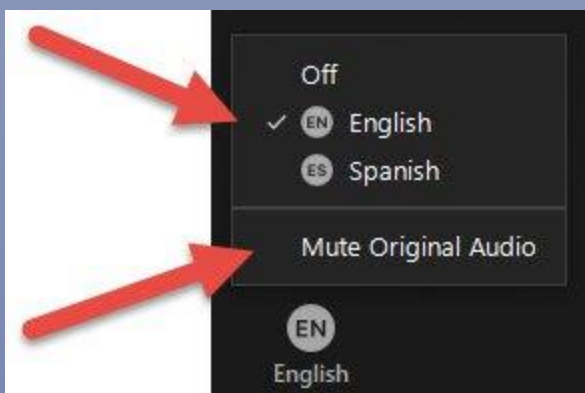 Off
EN English
ES Spanish
Mute Original Audio
EN
English